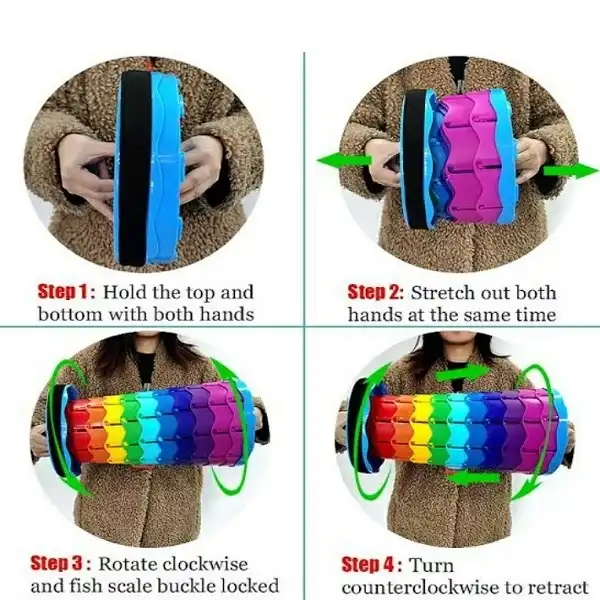 Step 1: Hold the top and
bottom with both hands
Step 2: Stretch out both
hands at the same time
Step 3: Rotate clockwise
and fish scale buckle locked
Step 4: Turn
counterclockwise to retract